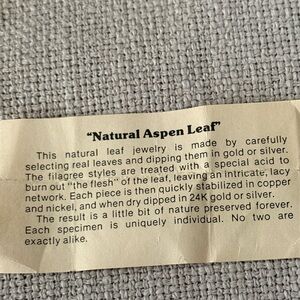 "Natural Aspen Leaf"
This natural leaf jewelry is made by carefully
selecting real leaves and dipping them in gold or silver.
The filagree styles are treated with a special acid to
burn out "the flesh" of the leaf, leaving an intricate, lacy
network. Each piece is then quickly stabilized in copper
and nickel, and when dry dipped in 24K gold or silver.
The result is a little bit of nature preserved forever.
Each specimen is uniquely individual. No two are
exactly alike.